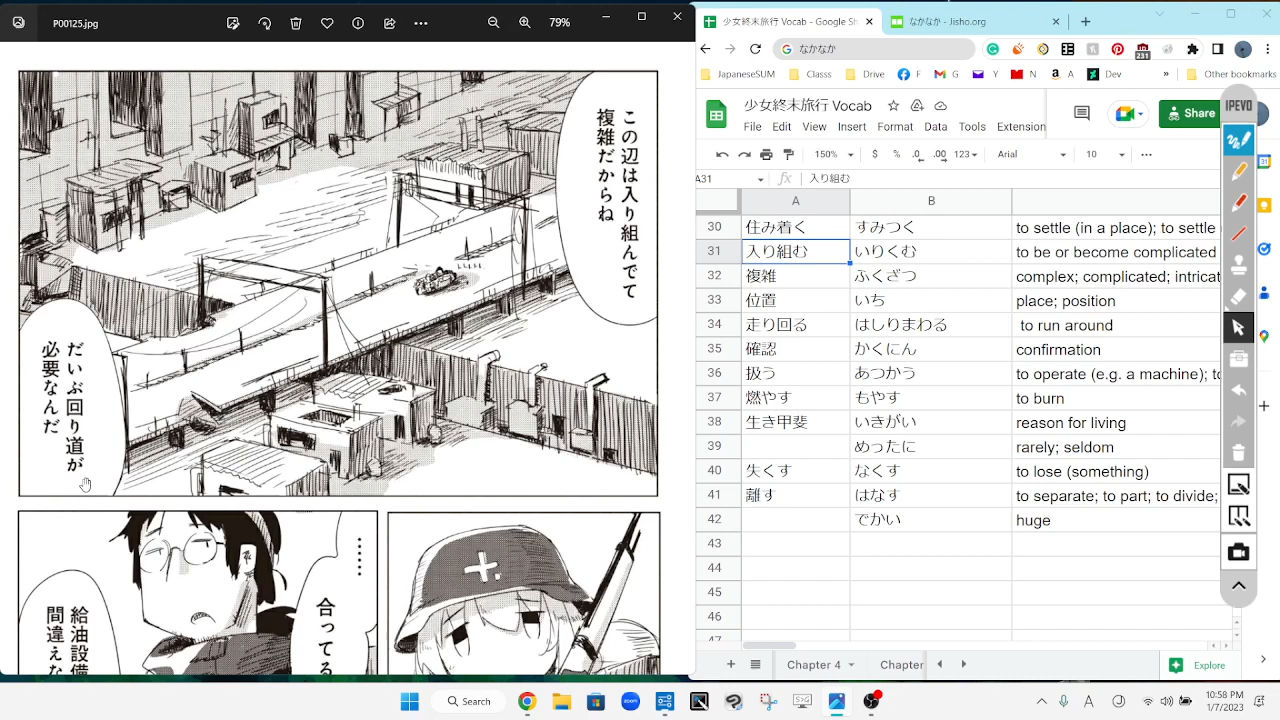 P00125.jpg
79%
この辺は入り組んでて
複雑だからね
だいぶ回り道が
必要なんだ
……
合ってる
給油設備
間違えな
少女終末旅行 Vocab - Google Sh
なかなか - Jisho.org
なかなか
231
JapaneseSUM
Classs
Drive
F
G
Y
N
A
Dev
»
Other bookmarks
少女終末旅行 Vocab
File Edit View Insert Format Data Tools Extension
Share
IPEVO
150%
$ % .0 .00 123
Arial
10
A31
fx
入り組む
A B
30 住み着く すみつく to settle (in a place); to settle
31 入り組む いりくむ to be or become complicated
32 複雑 ふくざつ complex; complicated; intricat
33 位置 いち place; position
34 走り回る はしりまわる to run around
35 確認 かくにん confirmation
36 扱う あつかう to operate (e.g. a machine); to
37 燃やす もやす to burn
38 生き甲斐 いきがい reason for living
39 めったに rarely; seldom
40 失くす なくす to lose (something)
41 離す はなす to separate; to part; to divide;
42 でかい huge
43
44
45
46
47
Chapter 4
Chapter
Explore
Search
10:58 PM
1/7/2023